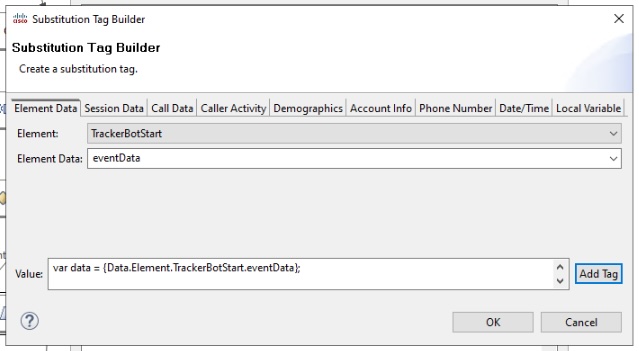 Substitution Tag Builder
Substitution Tag Builder
Create a substitution tag.
Element Data Session Data Call Data Caller Activity Demographics Account Info Phone Number Date/Time Local Variable
Element: TrackerBotStart
Element Data: eventData
Value: var data = {Data.Element.TrackerBotStart.eventData}; Add Tag
OK Cancel